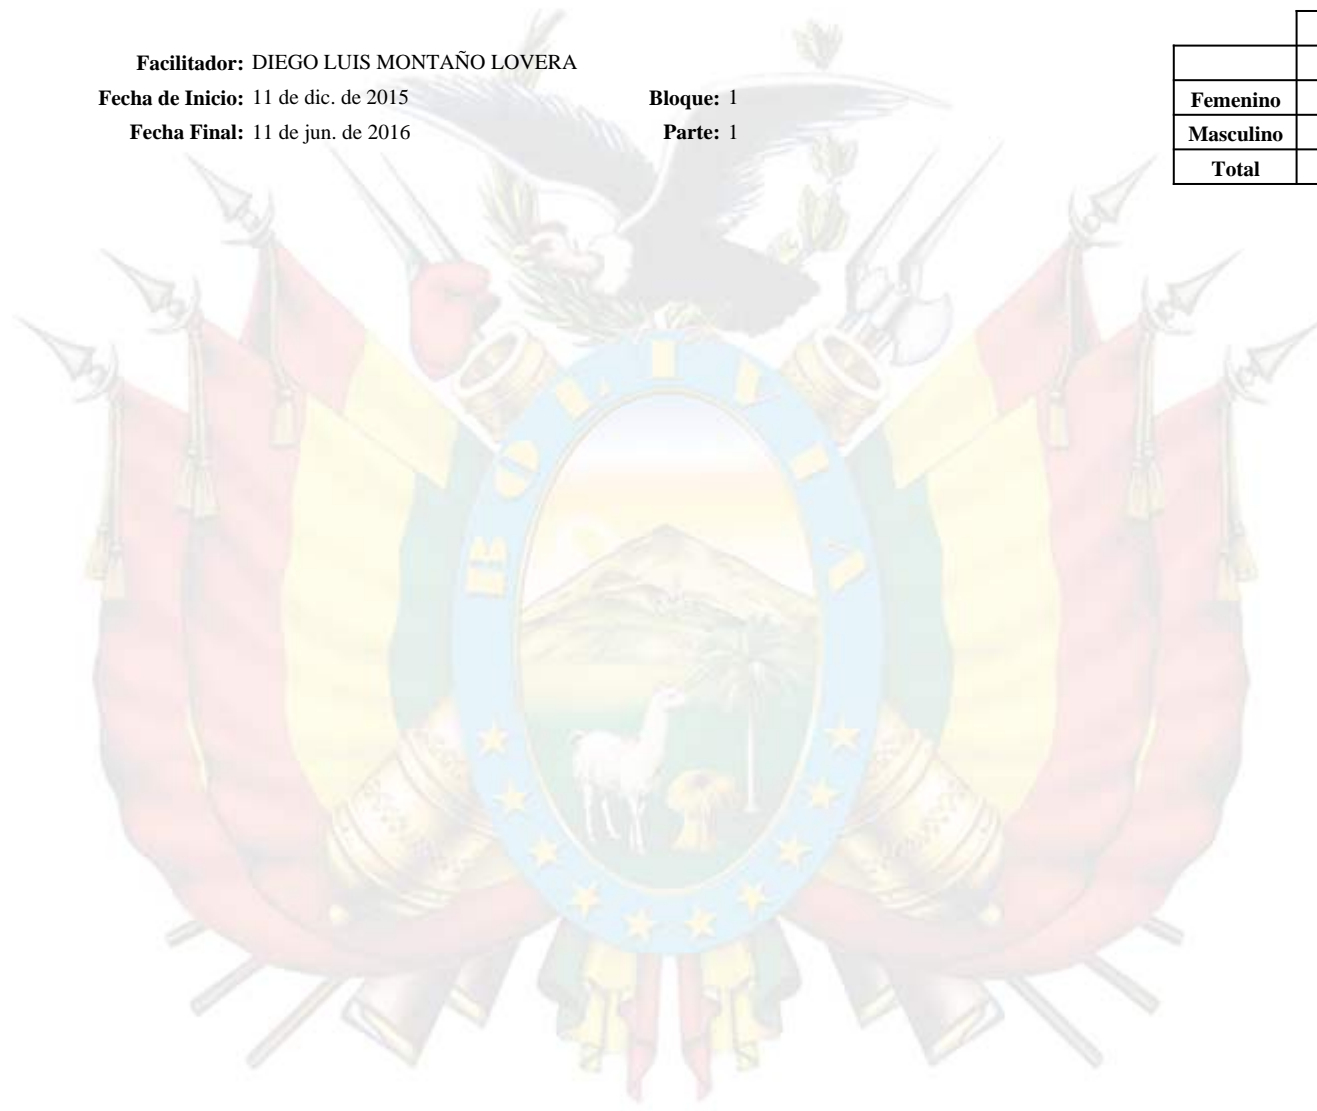 Facilitador: DIEGO LUIS MONTAÑO LOVERA
Fecha de Inicio: 11 de dic. de 2015 Bloque: 1
Fecha Final: 11 de jun. de 2016 Parte: 1
Femenino
Masculino
Total
BOLIVIA